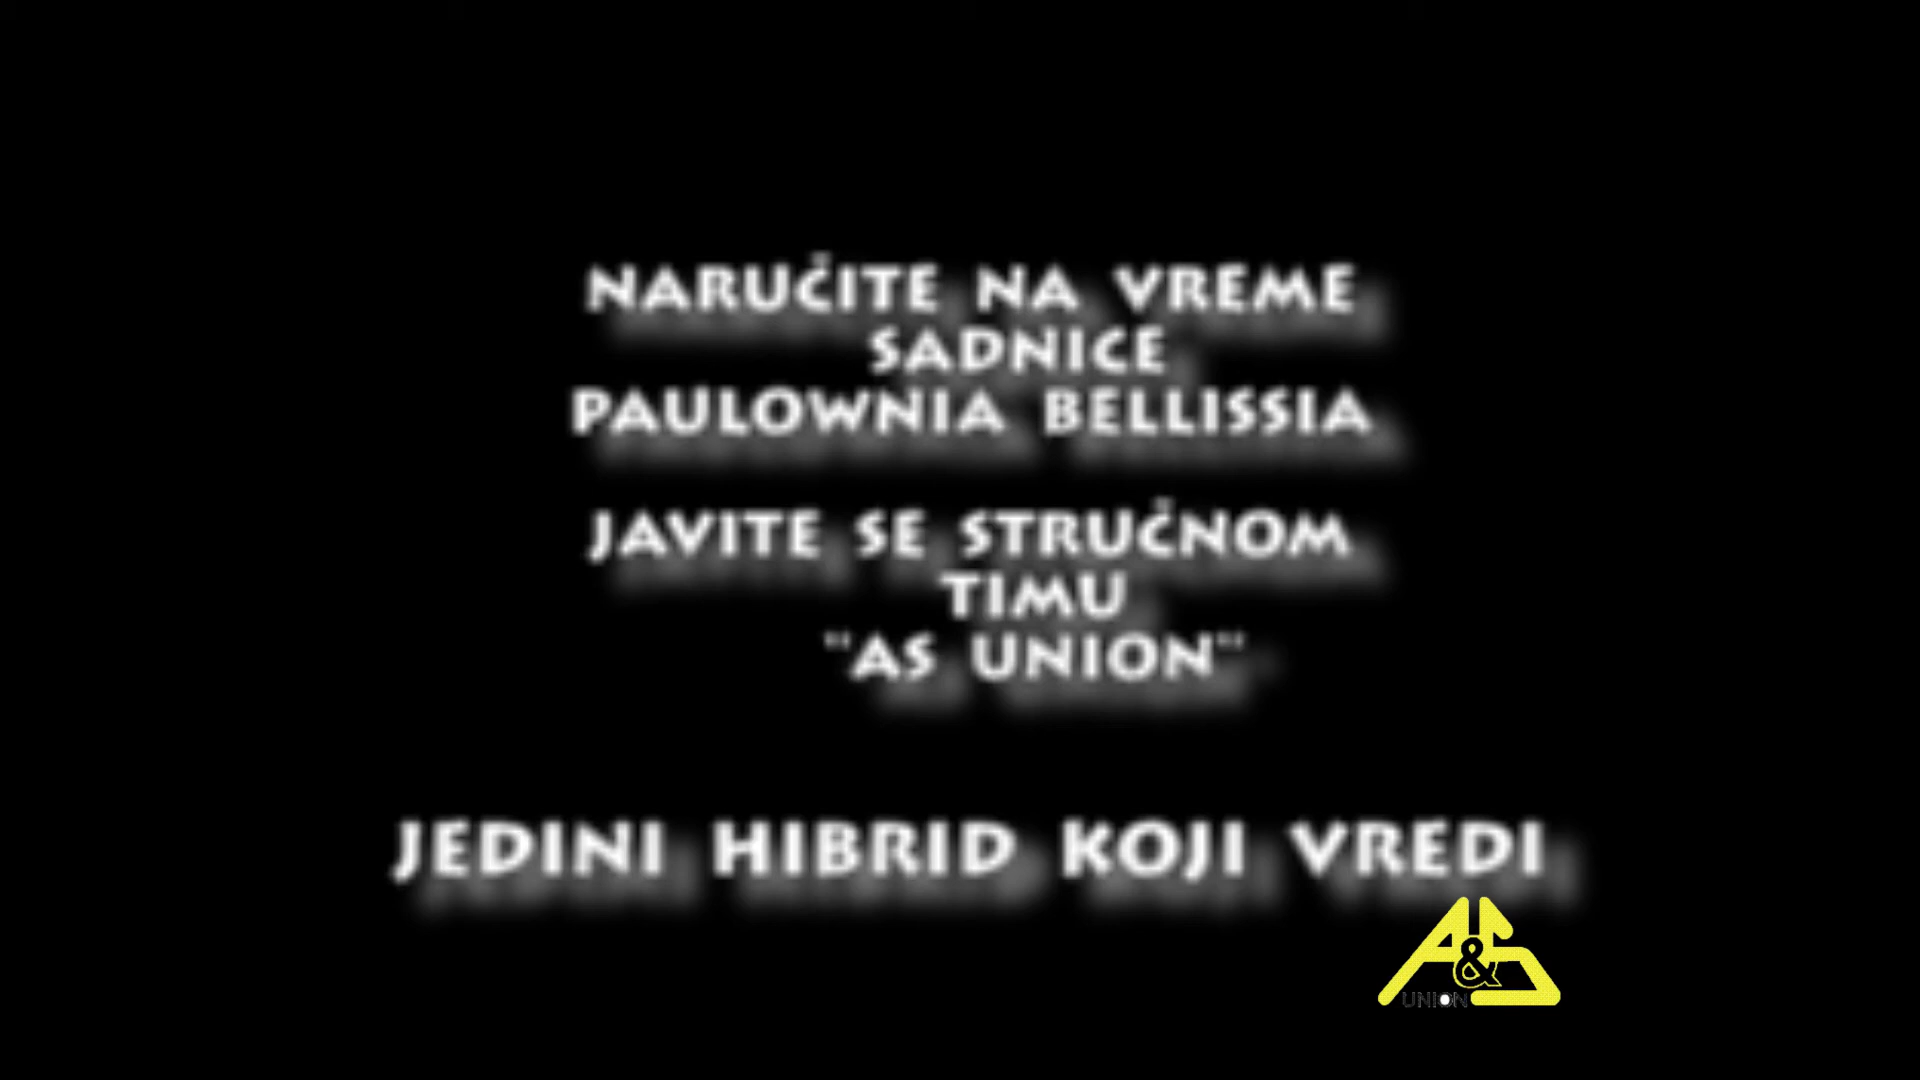 NARUČITE NA VREME
SADNICE
PAULOWNIA BELLISSIA
JAVITE SE STRUČNOM
TIMU
"AS UNION"
JEDINI HIBRID KOJI VREDI
A&S
UNION